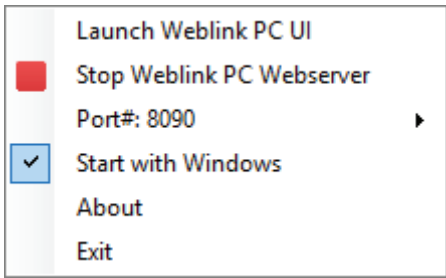 Launch Weblink PC UI
Stop Weblink PC Webserver
Port#: 8090
Start with Windows
About
Exit